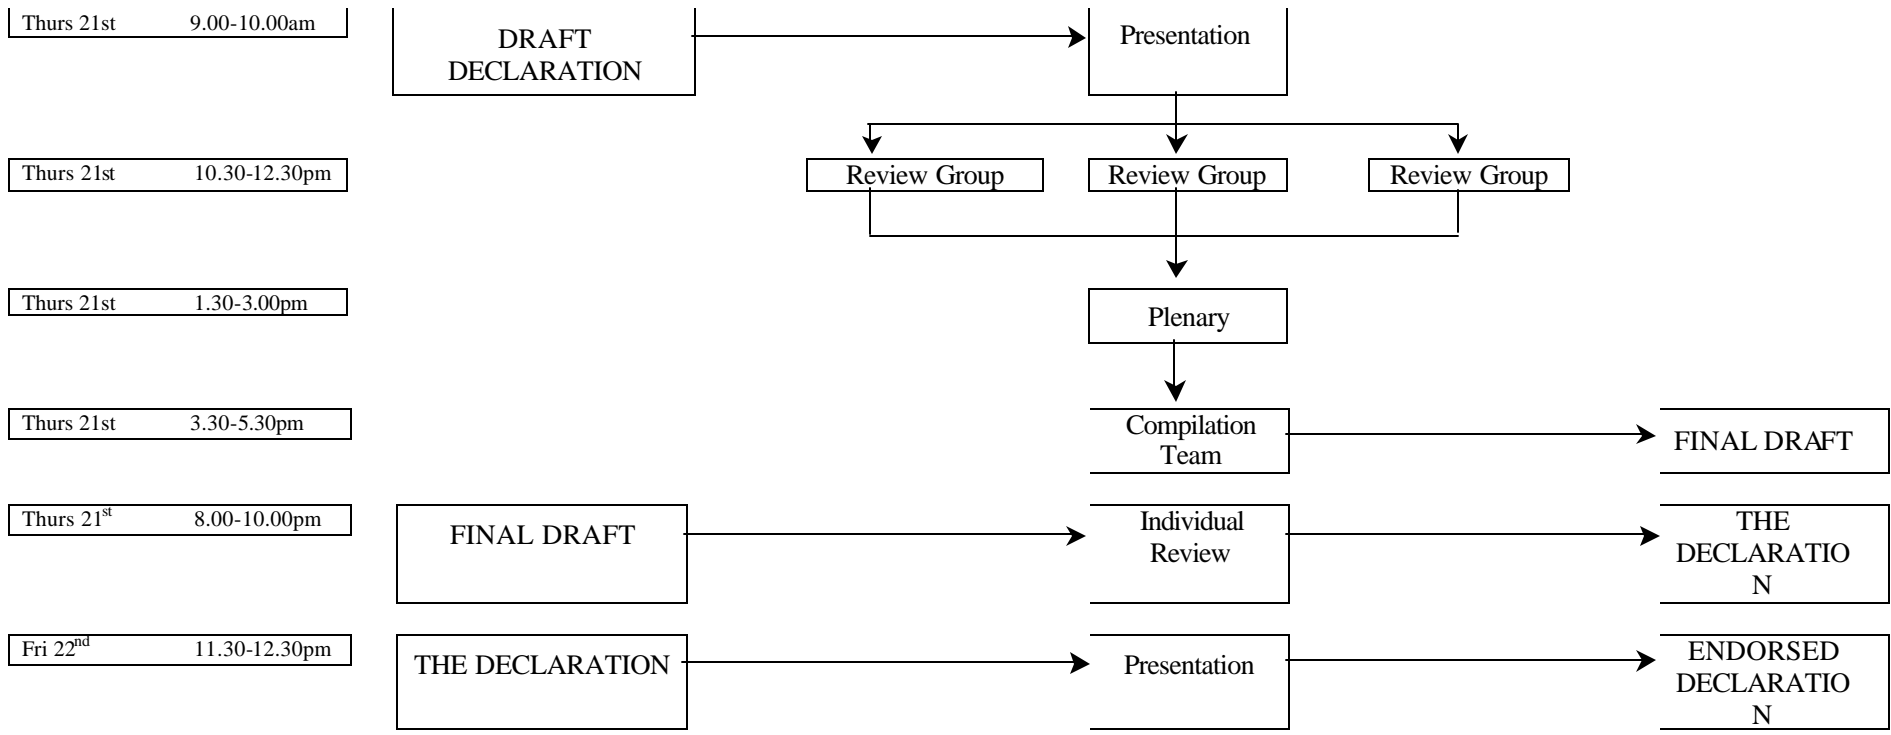 Thurs 21st 9.00-10.00am
DRAFT
DECLARATION
Presentation
Thurs 21st 10.30-12.30pm
Review Group
Review Group
Review Group
Thurs 21st 1.30-3.00pm
Plenary
Thurs 21st 3.30-5.30pm
Compilation
Team
FINAL DRAFT
Thurs 21st 8.00-10.00pm
FINAL DRAFT
Individual
Review
THE
DECLARATIO
N
Fri 22nd 11.30-12.30pm
THE DECLARATION
Presentation
ENDORSED
DECLARATIO
N